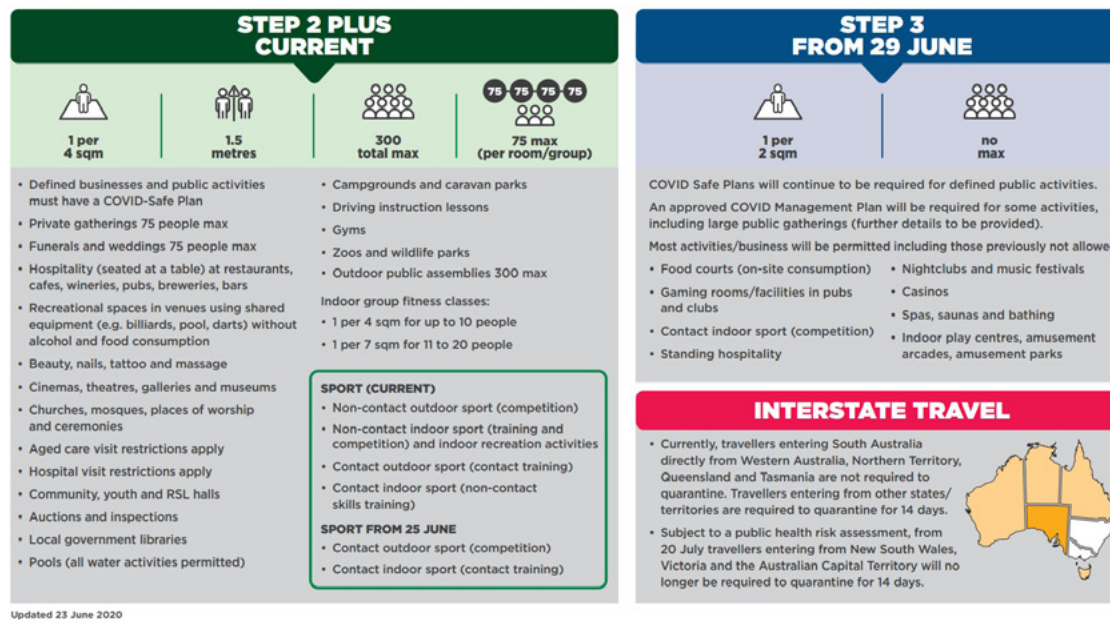 STEP 2 PLUS
CURRENT
1 per
4 sqm
1.5
metres
300
total max
75 75 75 75
75 max
(per room/group)
• Defined businesses and public activities
must have a COVID-Safe Plan
• Private gatherings 75 people max
• Funerals and weddings 75 people max
• Hospitality (seated at a table) at restaurants,
cafes, wineries, pubs, breweries, bars
• Recreational spaces in venues using shared
equipment (e.g. billiards, pool, darts) without
alcohol and food consumption
• Beauty, nails, tattoo and massage
• Cinemas, theatres, galleries and museums
• Churches, mosques, places of worship
and ceremonies
• Aged care visit restrictions apply
• Hospital visit restrictions apply
• Community, youth and RSL halls
• Auctions and inspections
• Local government libraries
• Pools (all water activities permitted)
• Campgrounds and caravan parks
• Driving instruction lessons
• Gyms
• Zoos and wildlife parks
• Outdoor public assemblies 300 max
Indoor group fitness classes:
• 1 per 4 sqm for up to 10 people
• 1 per 7 sqm for 11 to 20 people
SPORT (CURRENT)
• Non-contact outdoor sport (competition)
• Non-contact indoor sport (training and
competition) and indoor recreation activities
• Contact outdoor sport (contact training)
• Contact indoor sport (non-contact
skills training)
SPORT FROM 25 JUNE
• Contact outdoor sport (competition)
• Contact indoor sport (contact training)
STEP 3
FROM 29 JUNE
1 per
2 sqm
no
max
COVID Safe Plans will continue to be required for defined public activities.
An approved COVID Management Plan will be required for some activities,
including large public gatherings (further details to be provided).
Most activities/business will be permitted including those previously not allowe
• Food courts (on-site consumption)
• Gaming rooms/facilities in pubs
and clubs
• Contact indoor sport (competition)
• Standing hospitality
• Nightclubs and music festivals
• Casinos
• Spas, saunas and bathing
• Indoor play centres, amusement
arcades, amusement parks
INTERSTATE TRAVEL
• Currently, travellers entering South Australia
directly from Western Australia, Northern Territory,
Queensland and Tasmania are not required to
quarantine. Travellers entering from other states/
territories are required to quarantine for 14 days.
• Subject to a public health risk assessment, from
20 July travellers entering from New South Wales,
Victoria and the Australian Capital Territory will no
longer be required to quarantine for 14 days.
Updated 23 June 2020